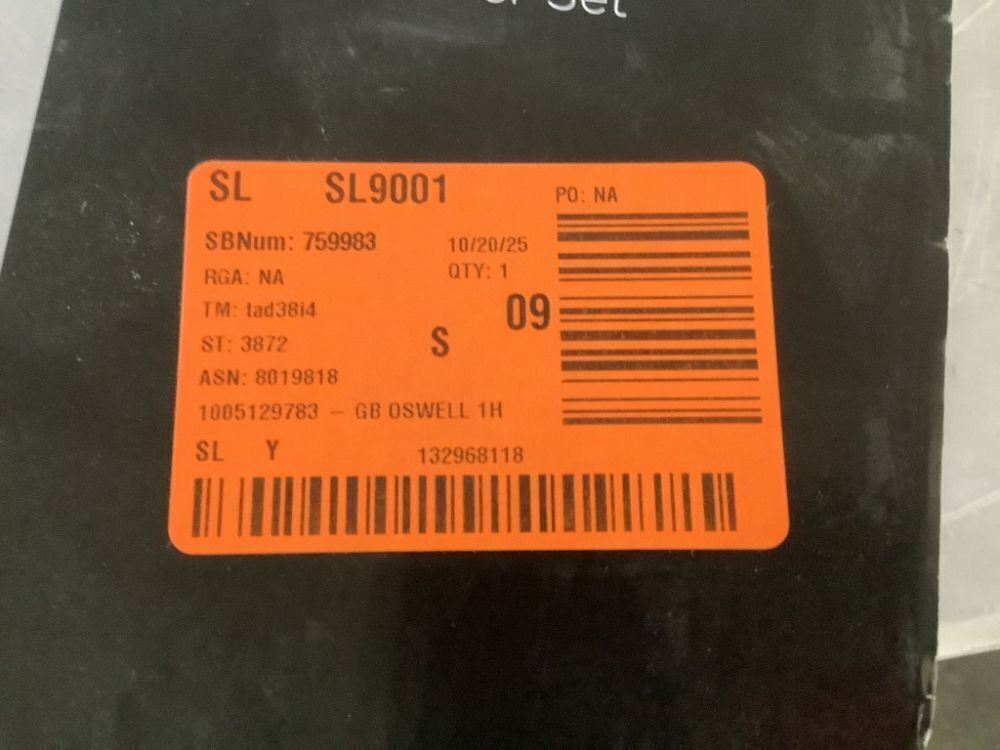 Set
SL SL9001 PO: NA
SBNum: 759983 10/20/25
RGA: NA QTY: 1
TM: tad38i4 09
ST: 3872 S
ASN: 8019818
1005129783 – GB OSWELL 1H
SL Y 132968118